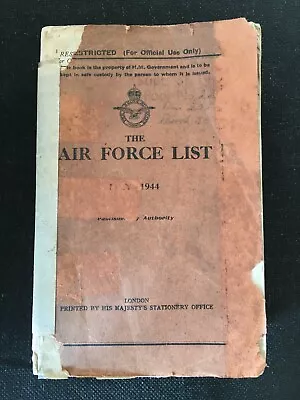 RESTRICTED (For Official Use Only)
book is the property of H.M. Government and is to be
kept in safe custody by the person to whom it is issued.
THE
AIR FORCE LIST
1944
Authority
LONDON
PRINTED BY HIS MAJESTY'S STATIONERY OFFICE